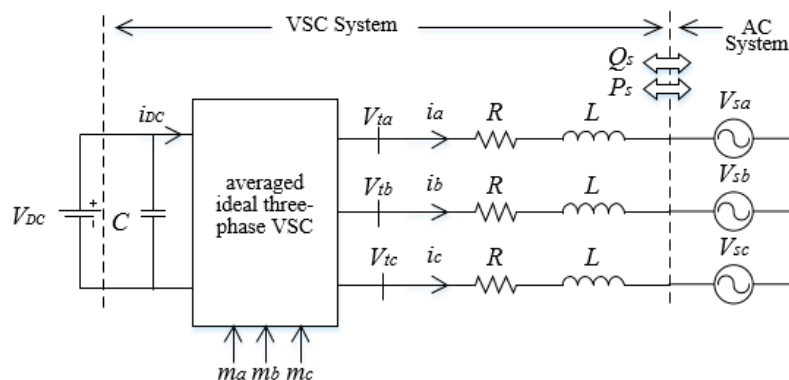 VSC System
AC
System
Qs
Ps
iDC
Vta
ia
R
L
Vsa
averaged
ideal three-
phase VSC
VDC
+
-
C
Vtb
ib
R
L
Vsb
Vtc
ic
R
L
Vsc
ma mb mc